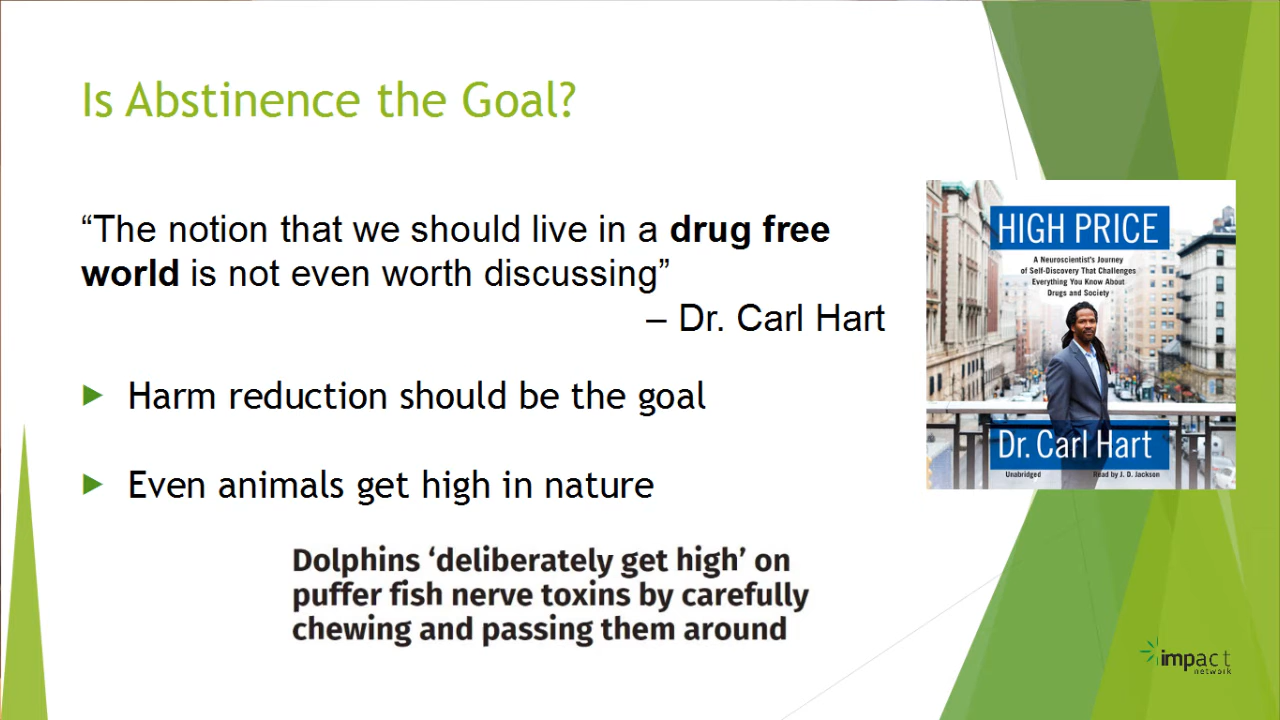 Is Abstinence the Goal?
“The notion that we should live in a drug free
world is not even worth discussing”
– Dr. Carl Hart
Harm reduction should be the goal
Even animals get high in nature
Dolphins ‘deliberately get high’ on
puffer fish nerve toxins by carefully
chewing and passing them around
HIGH PRICE
A Neuroscientist's Journey
of Self-Discovery That Challenges
Everything You Know About
Drugs and Society
Dr. Carl Hart
Unabridged Read by J. D. Jackson
impact
network